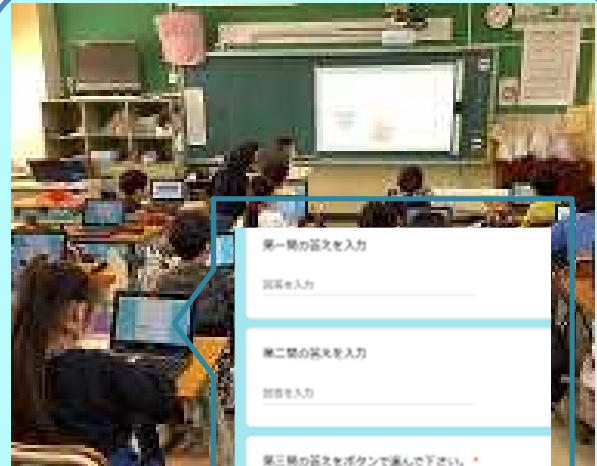 第一問の答えを入力
回答を入力
第二問の答えを入力
回答を入力
第三問の答えをボタンで選んで下さい。 *